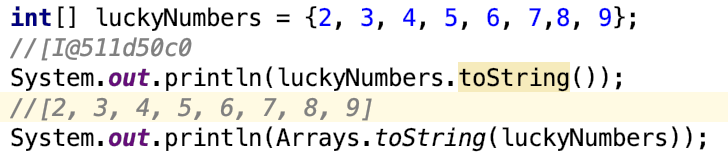 int[] luckyNumbers = {2, 3, 4, 5, 6, 7,8, 9};
//[I@511d50c0
System.out.println(luckyNumbers.toString());
//[2, 3, 4, 5, 6, 7, 8, 9]
System.out.println(Arrays.toString(luckyNumbers));